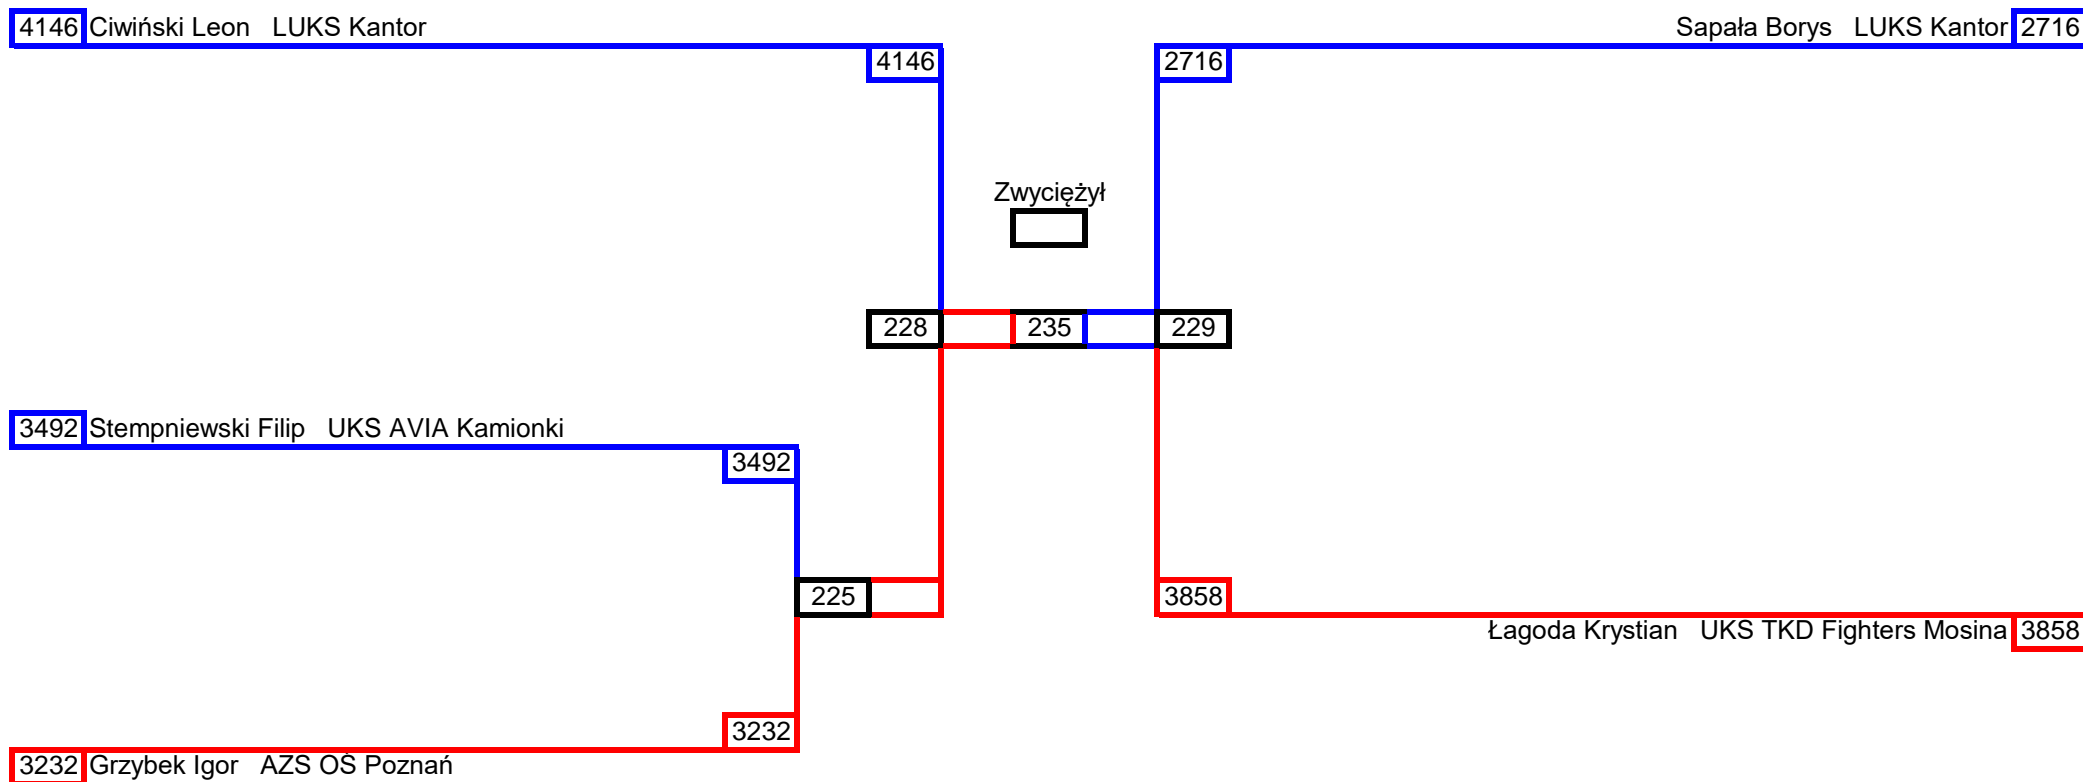 4146 Ciwiński Leon LUKS Kantor
Sapała Borys LUKS Kantor 2716
4146
2716
Zwyciężył
228
235
229
3492 Stempniewski Filip UKS AVIA Kamionki
3492
225
3858
Łagoda Krystian UKS TKD Fighters Mosina 3858
3232
3232 Grzybek Igor AZS OŚ Poznań